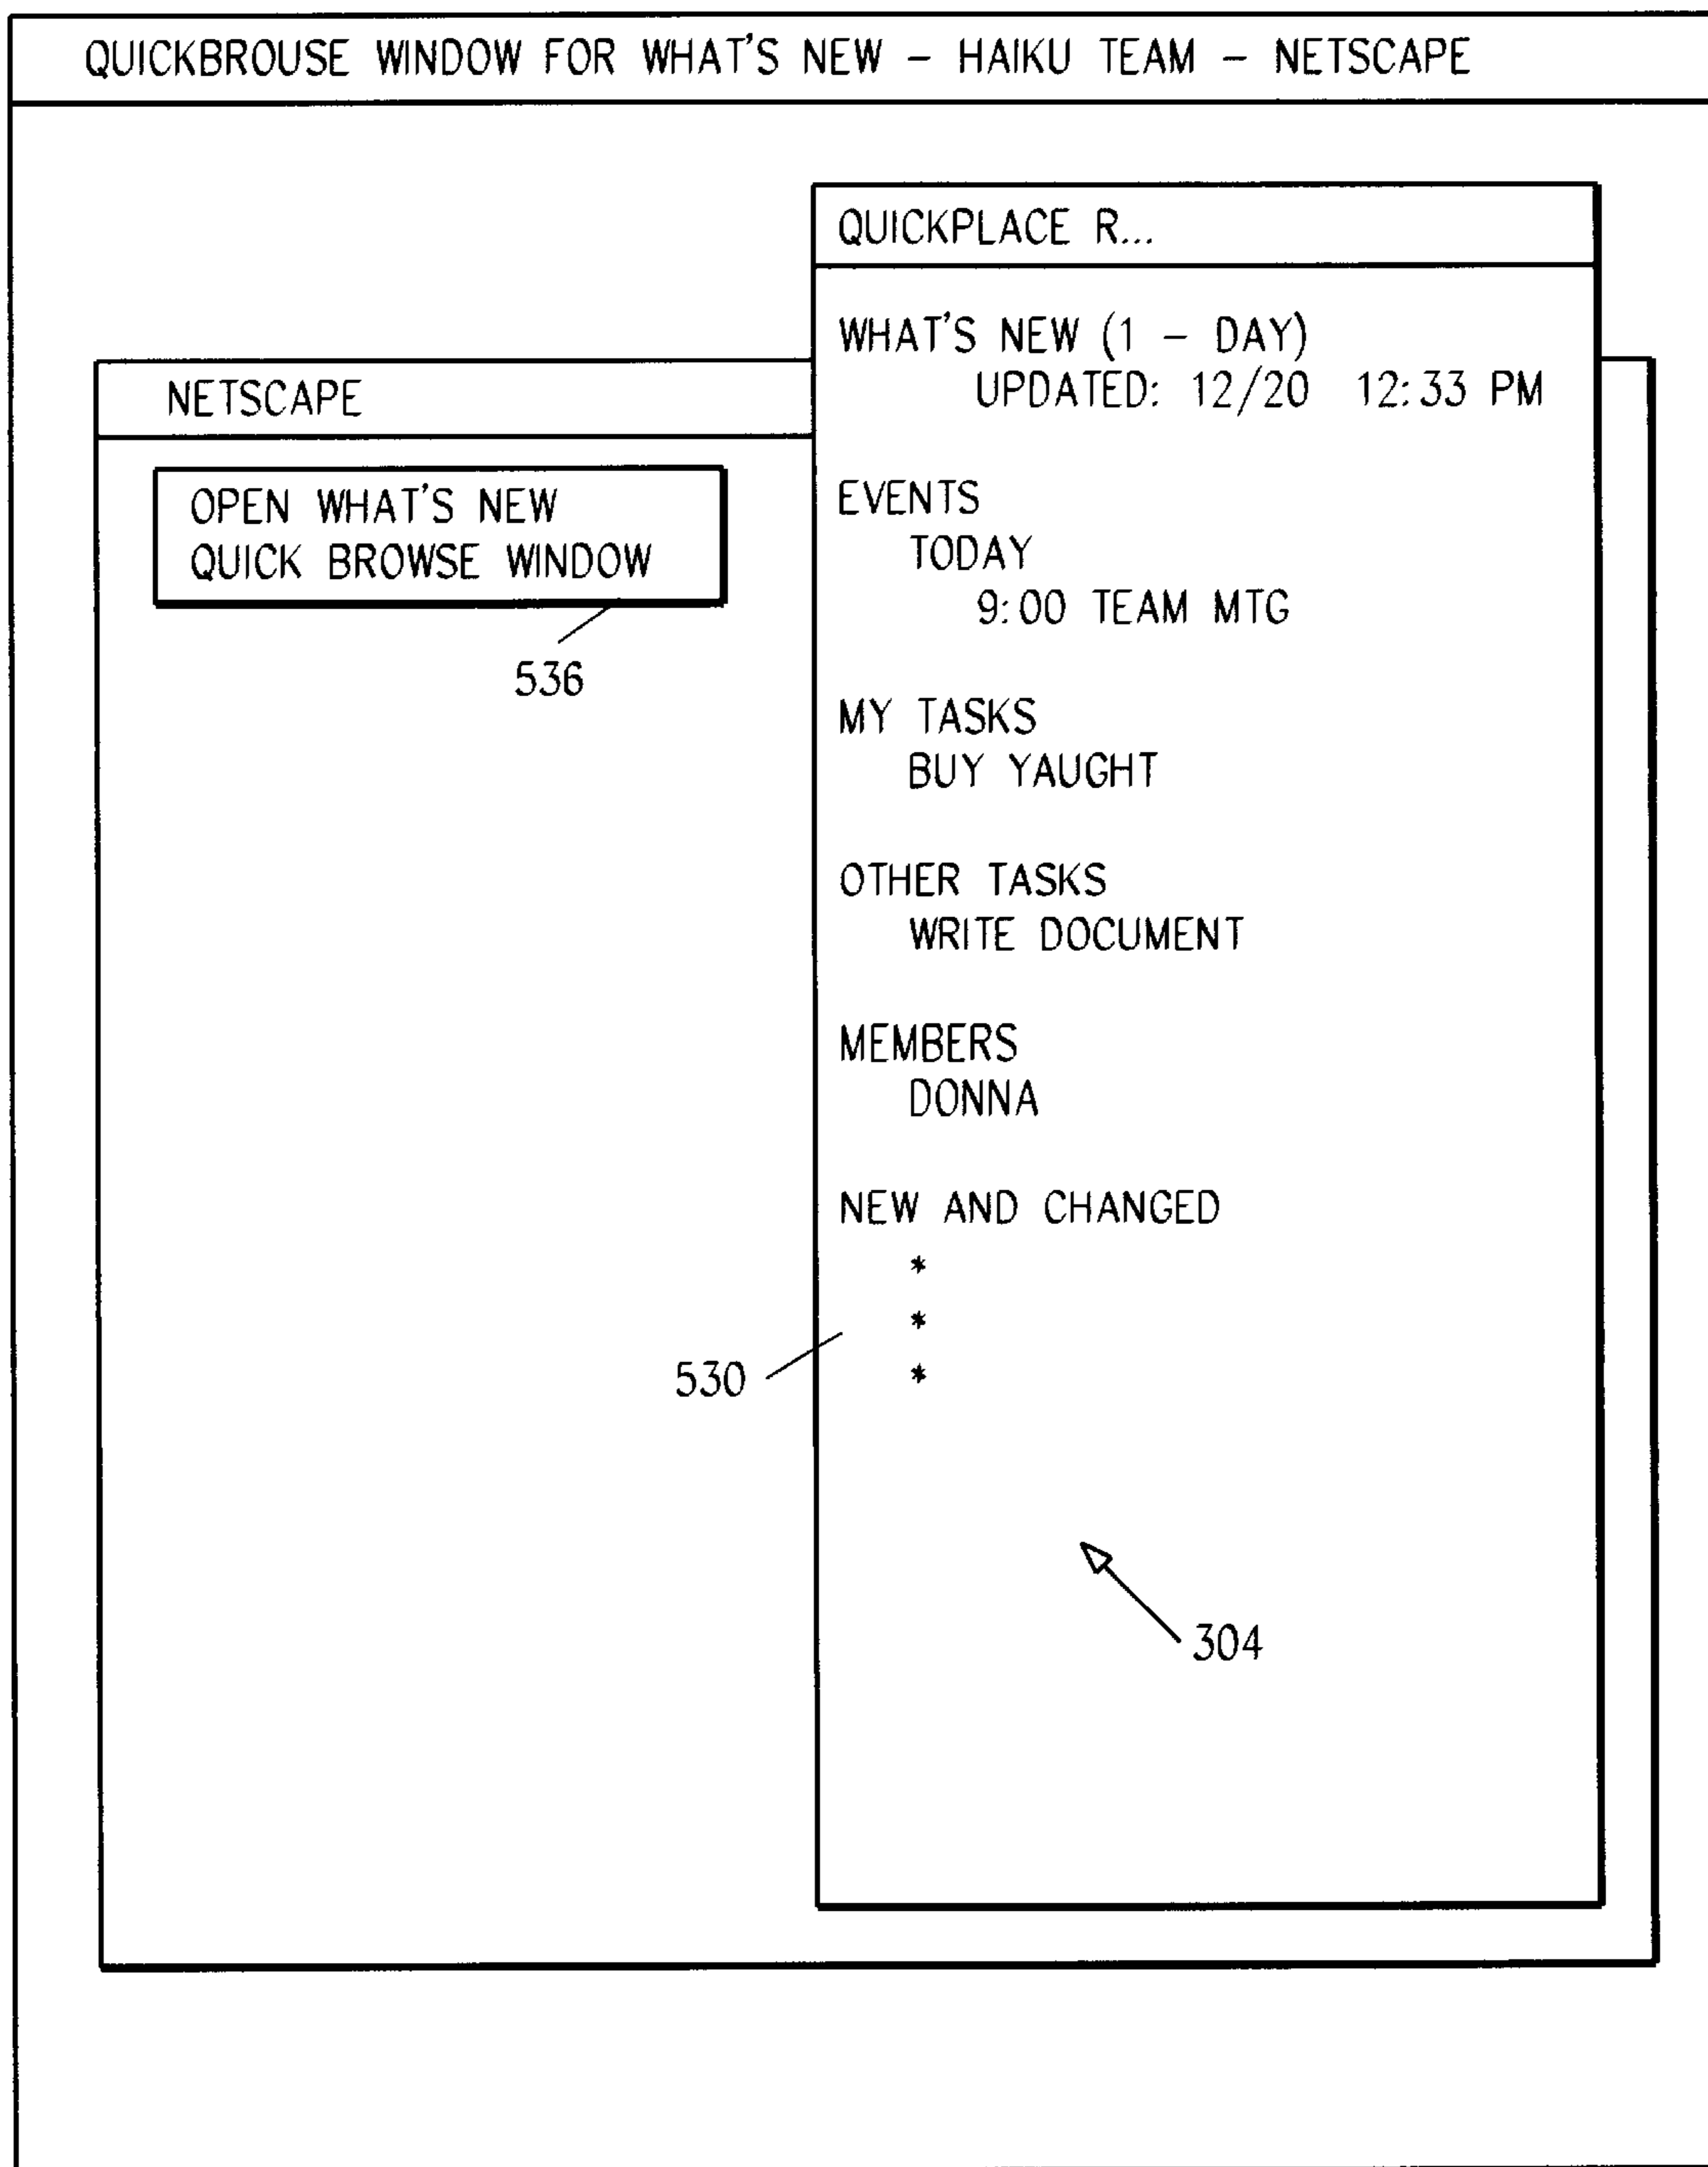 QUICKBROUSE WINDOW FOR WHAT'S NEW – HAIKU TEAM – NETSCAPE
QUICKPLACE R...
WHAT'S NEW (1 – DAY)
UPDATED: 12/20 12:33 PM
NETSCAPE
OPEN WHAT'S NEW
QUICK BROWSE WINDOW
536
EVENTS
TODAY
9:00 TEAM MTG
MY TASKS
BUY YAUGHT
OTHER TASKS
WRITE DOCUMENT
MEMBERS
DONNA
NEW AND CHANGED
*
*
*
530
304